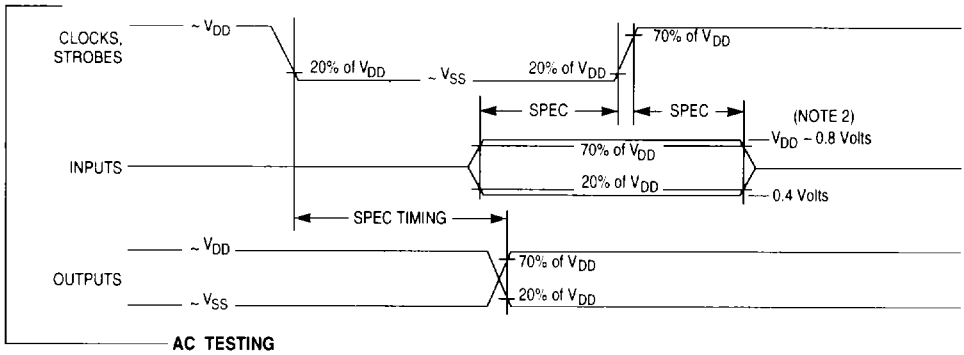 CLOCKS,
STROBES
~ VDD
20% of VDD
~ VSS
20% of VDD
70% of VDD
SPEC
SPEC
(NOTE 2)
INPUTS
70% of VDD
20% of VDD
VDD – 0.8 Volts
0.4 Volts
SPEC TIMING
OUTPUTS
~ VDD
~ VSS
70% of VDD
20% of VDD
AC TESTING